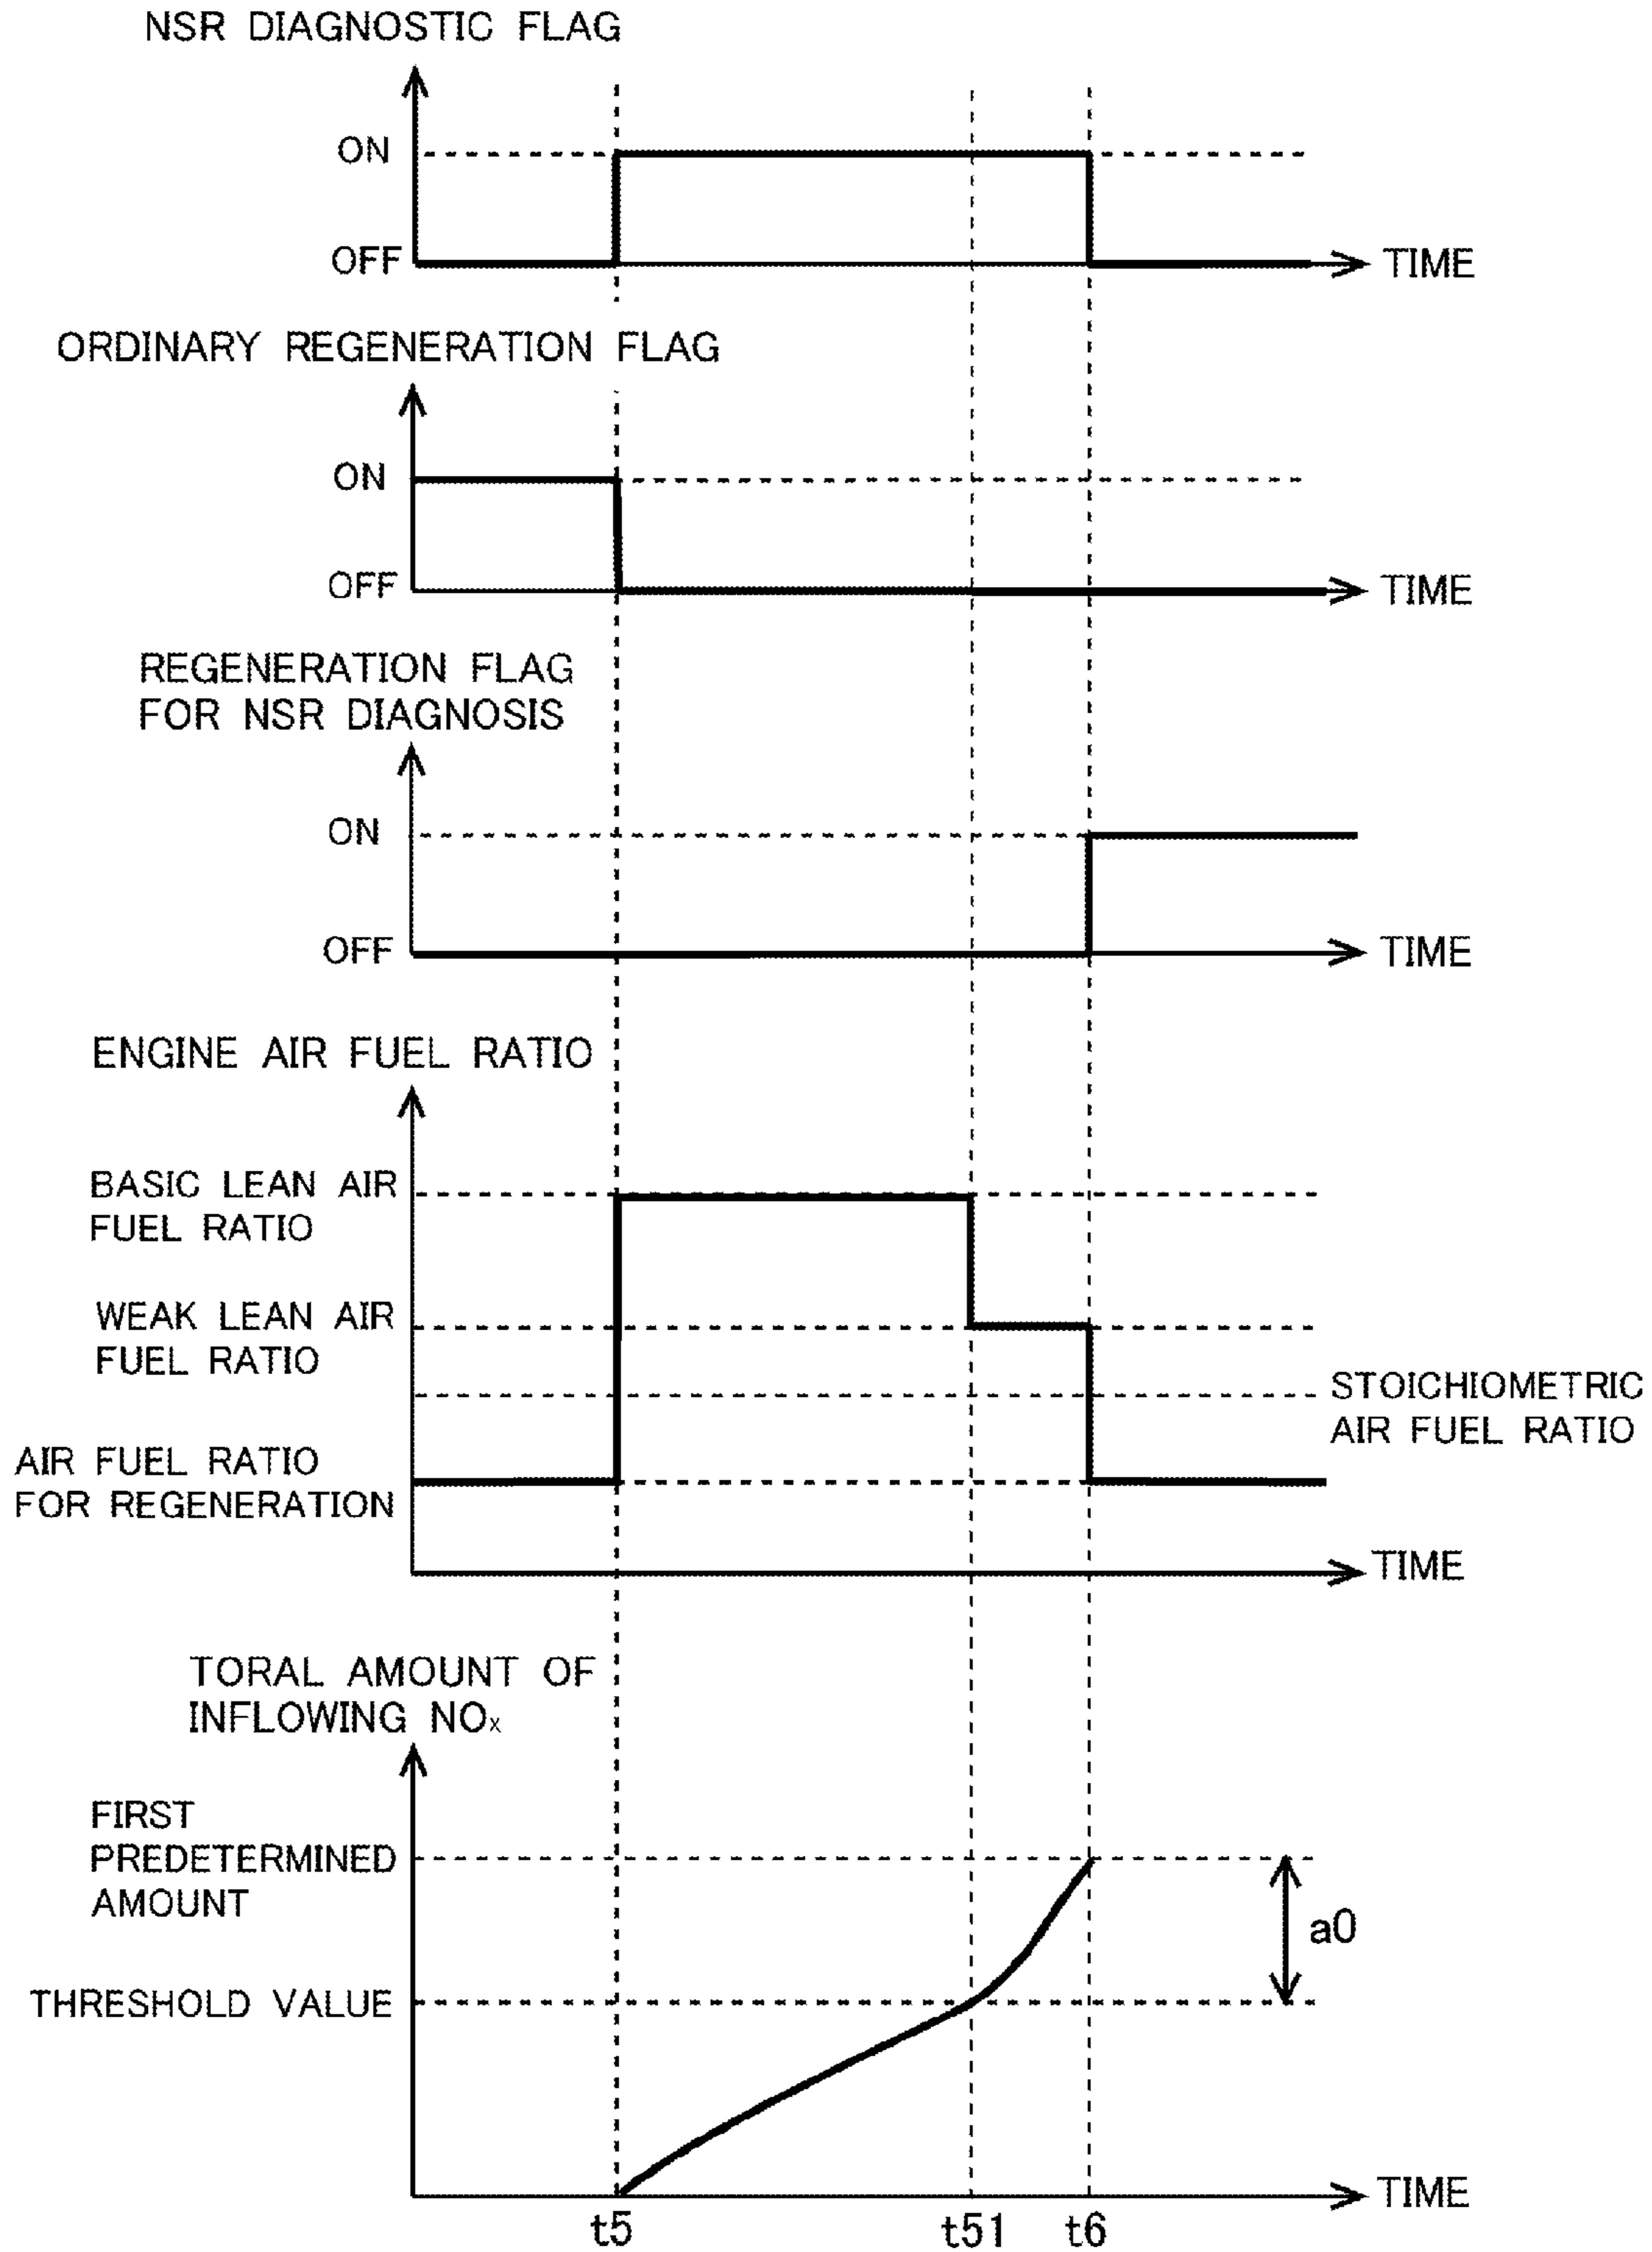 NSR DIAGNOSTIC FLAG
ON
OFF
TIME
ORDINARY REGENERATION FLAG
ON
OFF
TIME
REGENERATION FLAG
FOR NSR DIAGNOSIS
ON
OFF
TIME
ENGINE AIR FUEL RATIO
BASIC LEAN AIR
FUEL RATIO
WEAK LEAN AIR
FUEL RATIO
STOICHIOMETRIC
AIR FUEL RATIO
AIR FUEL RATIO
FOR REGENERATION
TIME
TORAL AMOUNT OF
INFLOWING NOx
FIRST
PREDETERMINED
AMOUNT
a0
THRESHOLD VALUE
TIME
t5 t51 t6